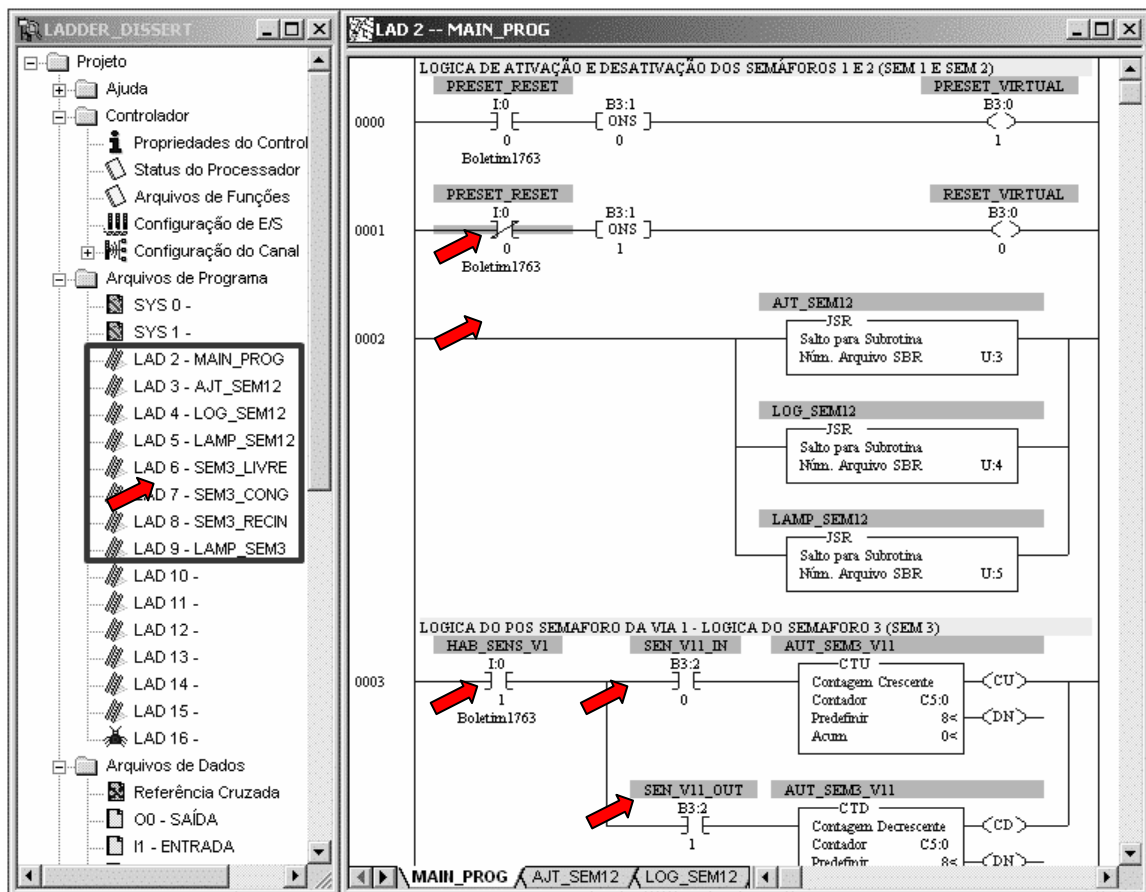 LADDER_DISSERT
Projeto
Ajuda
Controlador
Propriedades do Control
Status do Processador
Arquivos de Funções
Configuração de E/S
Configuração do Canal
Arquivos de Programa
SYS 0 -
SYS 1 -
LAD 2 - MAIN_PROG
LAD 3 - AJT_SEM12
LAD 4 - LOG_SEM12
LAD 5 - LAMP_SEM12
LAD 6 - SEM3_LIVRE
LAD 7 - SEM3_CONG
LAD 8 - SEM3_RECIN
LAD 9 - LAMP_SEM3
LAD 10 -
LAD 11 -
LAD 12 -
LAD 13 -
LAD 14 -
LAD 15 -
LAD 16 -
Arquivos de Dados
Referência Cruzada
O0 - SAÍDA
I1 - ENTRADA
LAD 2 -- MAIN_PROG
LOGICA DE ATIVAÇÃO E DESATIVAÇÃO DOS SEMÁFOROS 1 E 2 (SEM 1 E SEM 2)
PRESET_RESET PRESET_VIRTUAL
I:0 B3:1 B3:0
0000 ONS
0 0 1
Boletim1763
PRESET_RESET RESET_VIRTUAL
I:0 B3:1 B3:0
0001 ONS
0 1 0
Boletim1763
AJT_SEM12
JSR
0002 Salto para Subrotina
Núm. Arquivo SBR U:3
LOG_SEM12
JSR
Salto para Subrotina
Núm. Arquivo SBR U:4
LAMP_SEM12
JSR
Salto para Subrotina
Núm. Arquivo SBR U:5
LOGICA DO POS SEMAFORO DA VIA 1 - LOGICA DO SEMAFORO 3 (SEM 3)
HAB_SENS_V1 SEN_V11_IN AUT_SEM3_V11
I:0 B3:2 CTU
0003 Contagem Crescente CU
1 0 Contador C5:0
Boletim1763 Predefinir 8< DN
Acum 0<
SEN_V11_OUT AUT_SEM3_V11
B3:2 CTD
Contagem Decrescente CD
1 Contador C5:0
Predefinir 8< DN
MAIN_PROG AJT_SEM12 LOG_SEM12